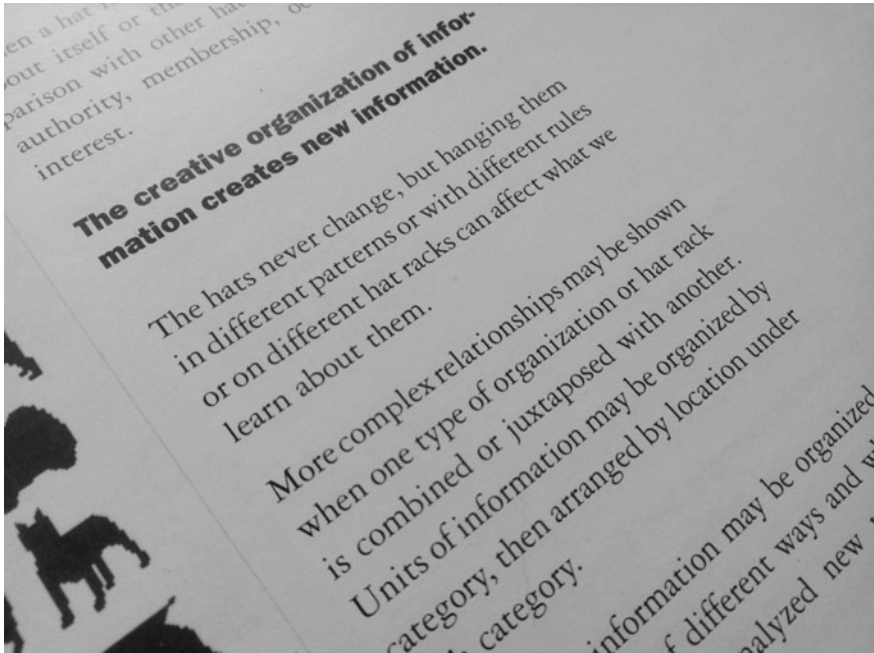 a hat
about itself or
parison with other
authority, membership,
interest.
The creative organization of infor-
mation creates new information.
The hats never change, but hanging them
in different patterns or with different rules
or on different hat racks can affect what we
learn about them.
More complex relationships may be shown
when one type of organization or hat rack
is combined or juxtaposed with another.
Units of information may be organized by
category, then arranged by location under
category.
information may be organized
different ways and
new